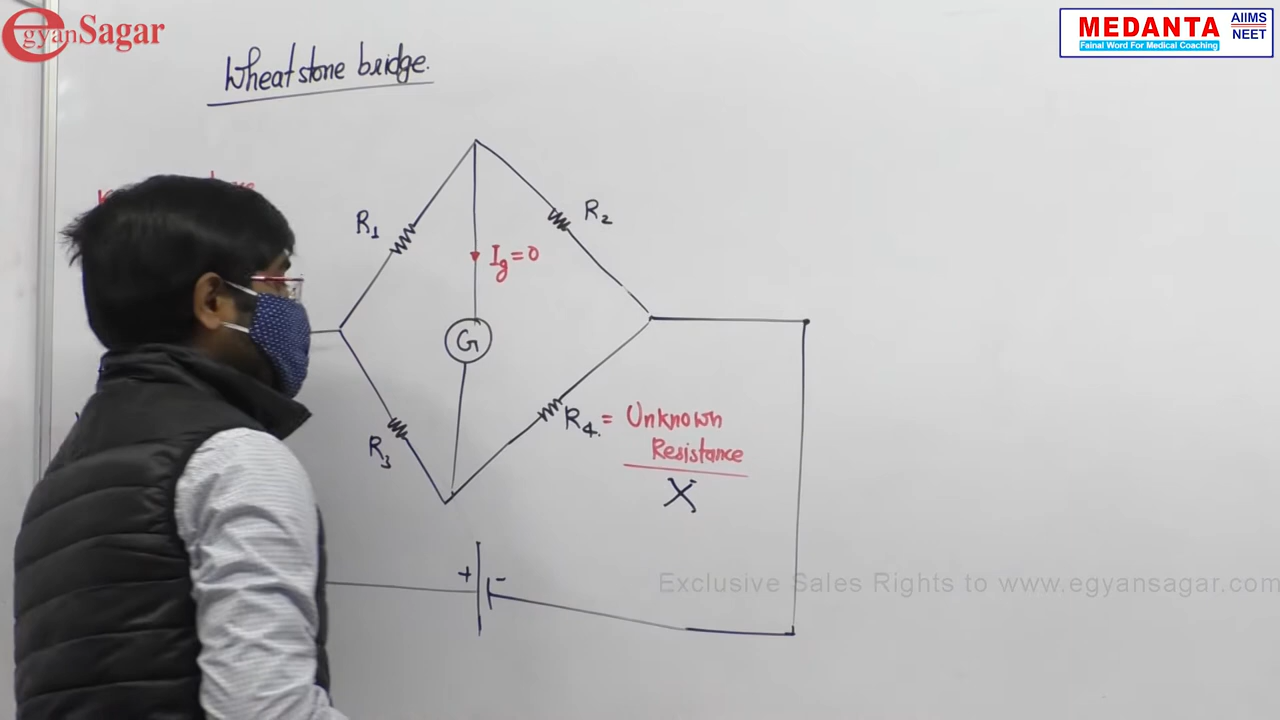 egyanSagar
MEDANTA
AIIMS
NEET
Fainal Word For Medical Coaching
Wheatstone bridge.
R1
R2
Ig=0
G
R3
R4. = Unknown
Resistance
X
+ -
Exclusive Sales Rights to www.egyansagar.com